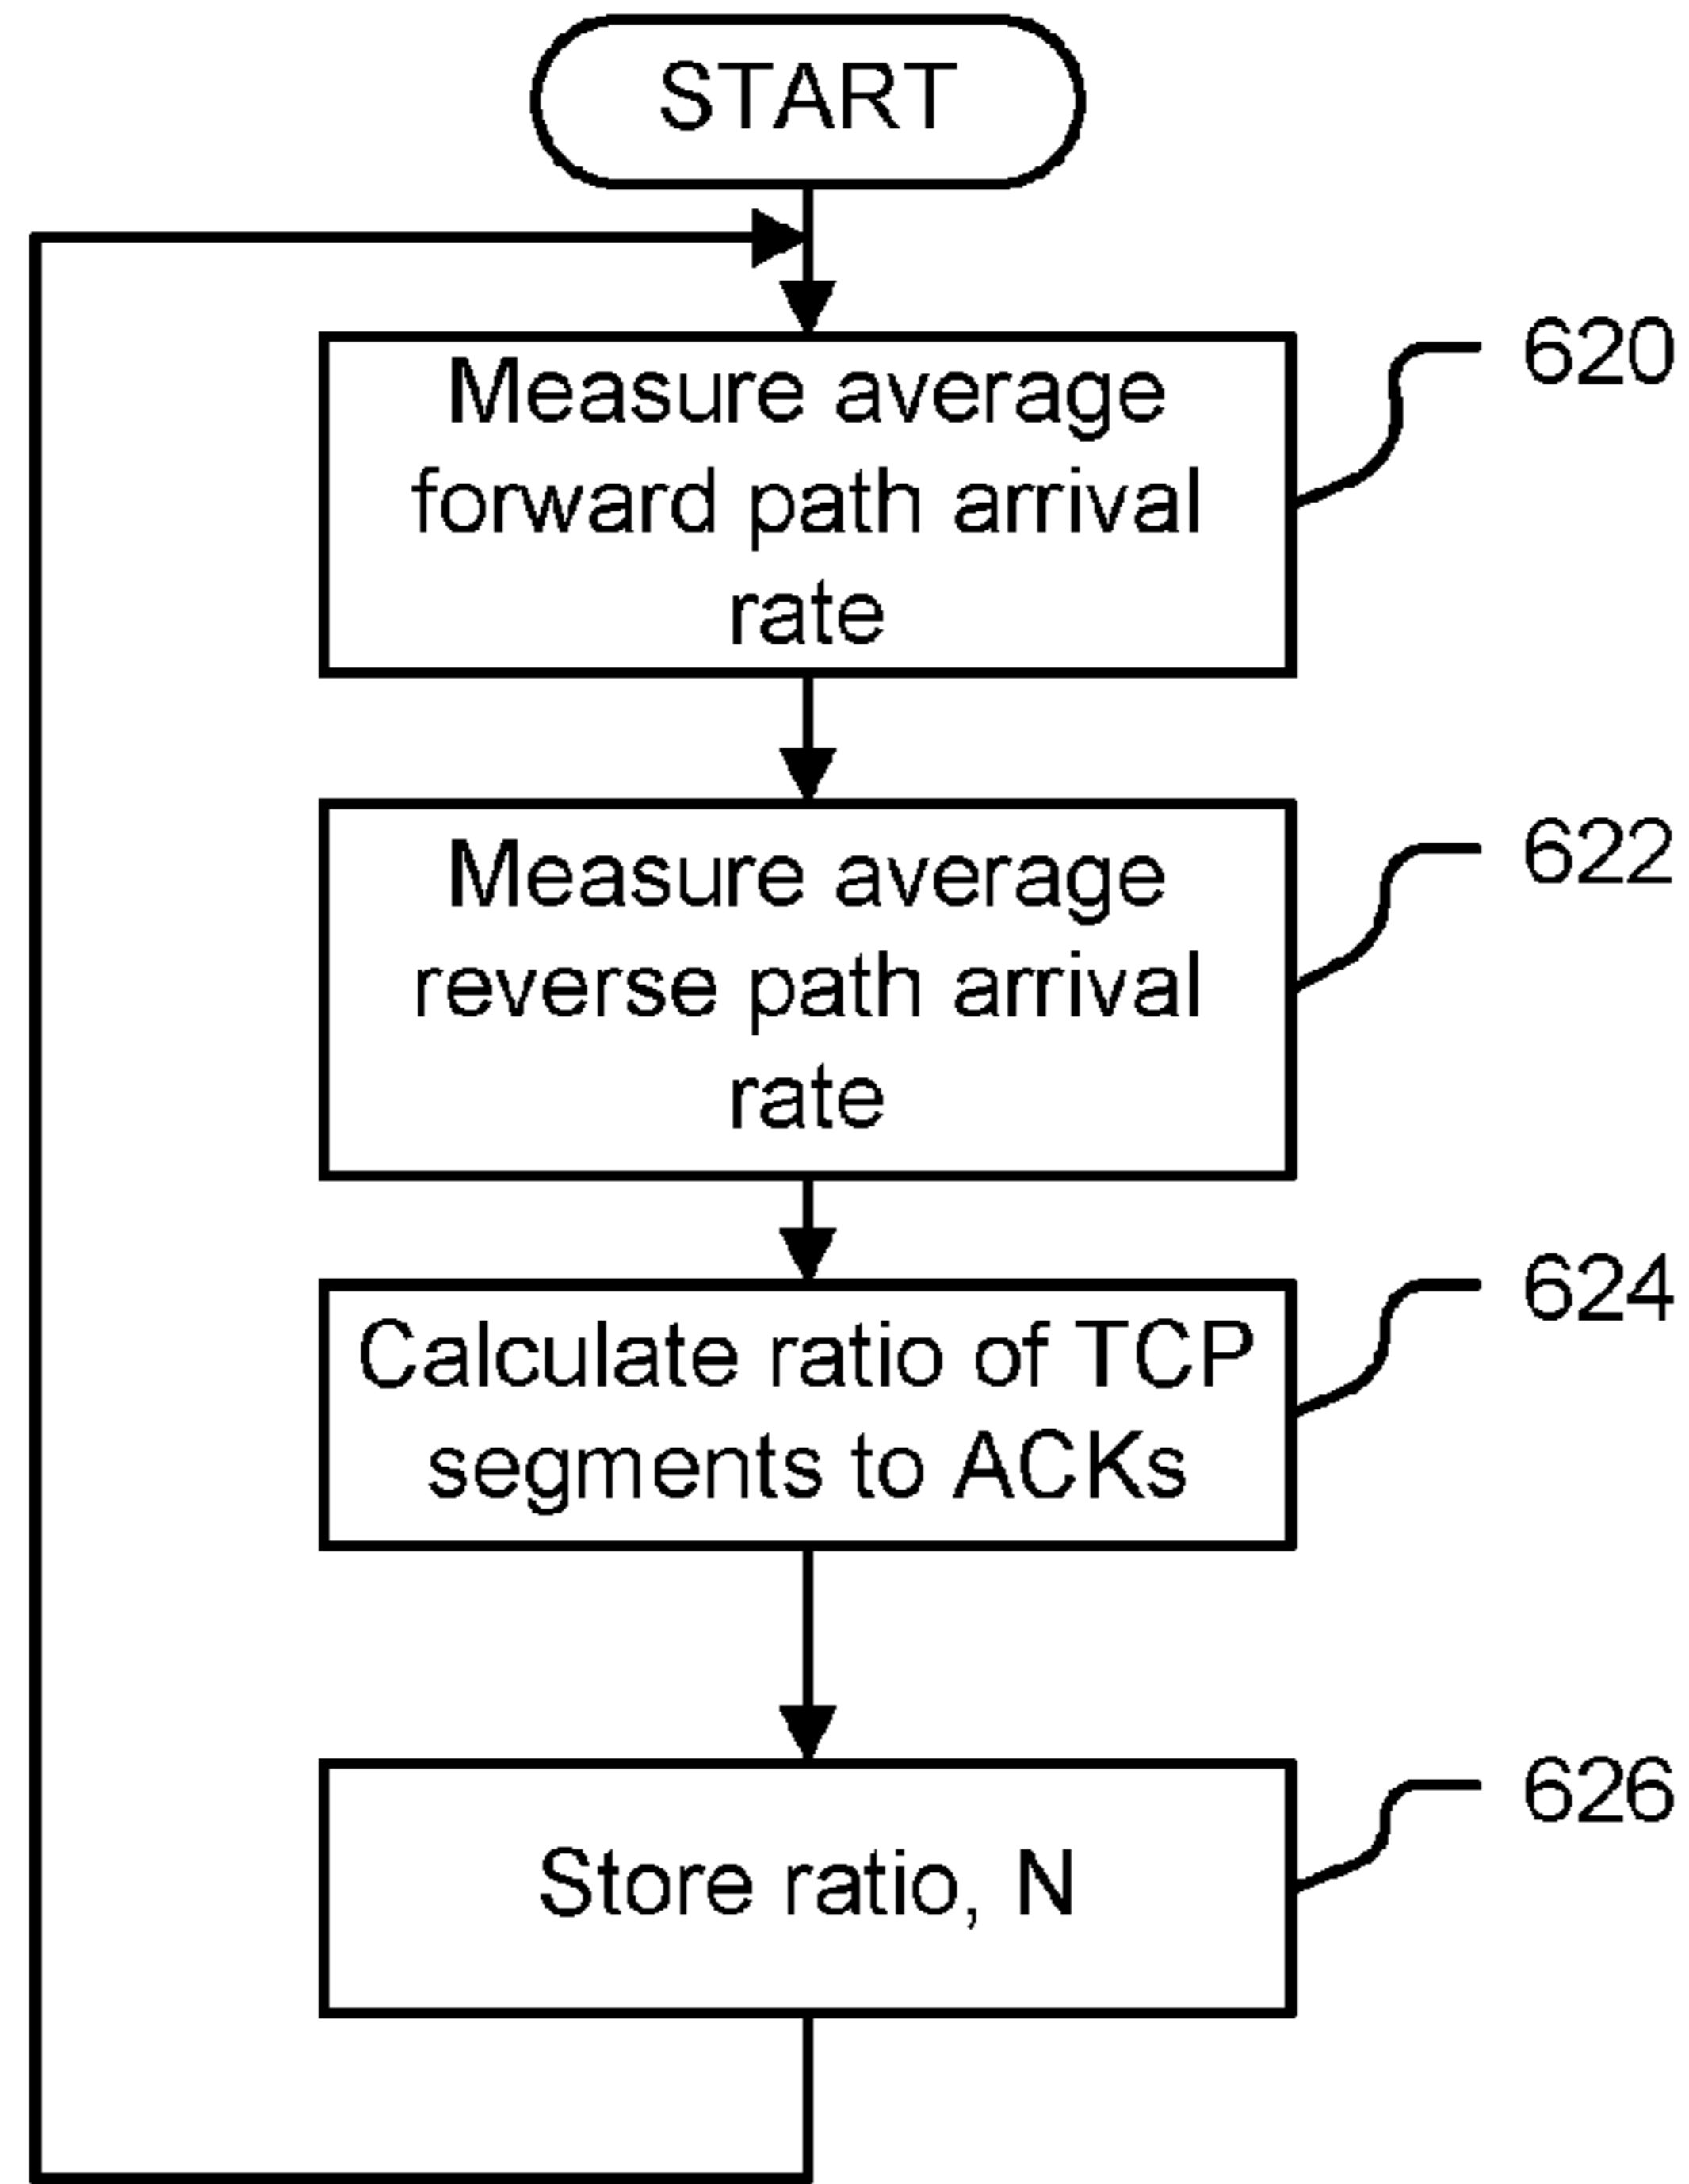 START
Measure average
forward path arrival
rate
620
Measure average
reverse path arrival
rate
622
Calculate ratio of TCP
segments to ACKs
624
Store ratio, N
626